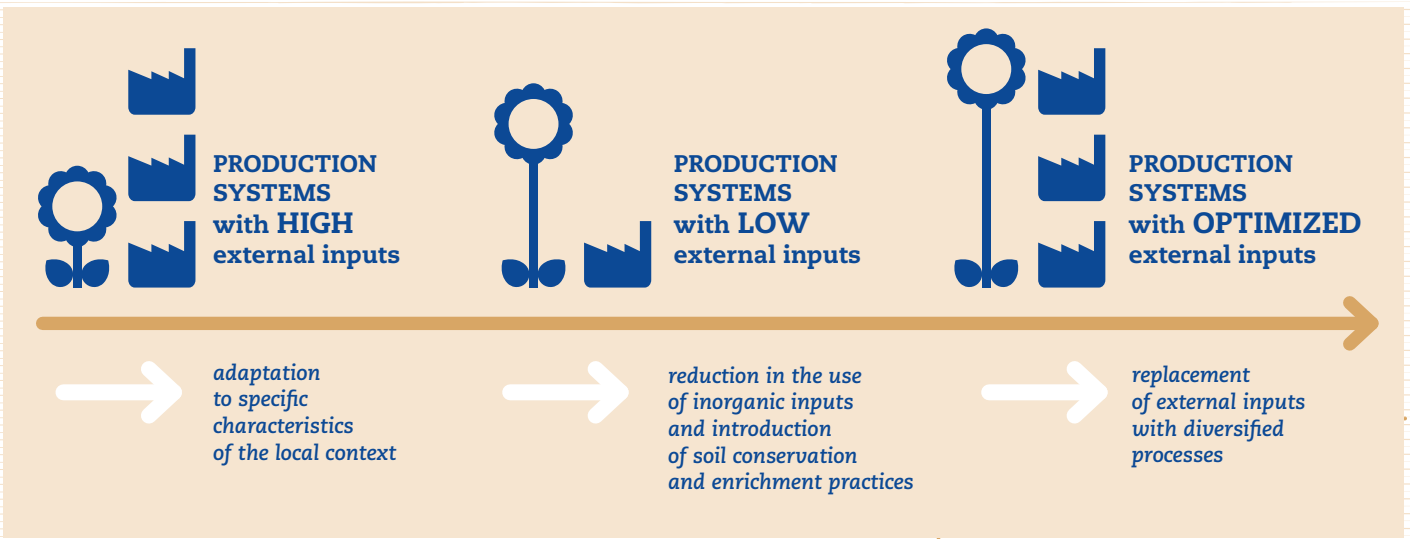 PRODUCTION
SYSTEMS
with HIGH
external inputs
PRODUCTION
SYSTEMS
with LOW
external inputs
PRODUCTION
SYSTEMS
with OPTIMIZED
external inputs
adaptation
to specific
characteristics
of the local context
reduction in the use
of inorganic inputs
and introduction
of soil conservation
and enrichment practices
replacement
of external inputs
with diversified
processes